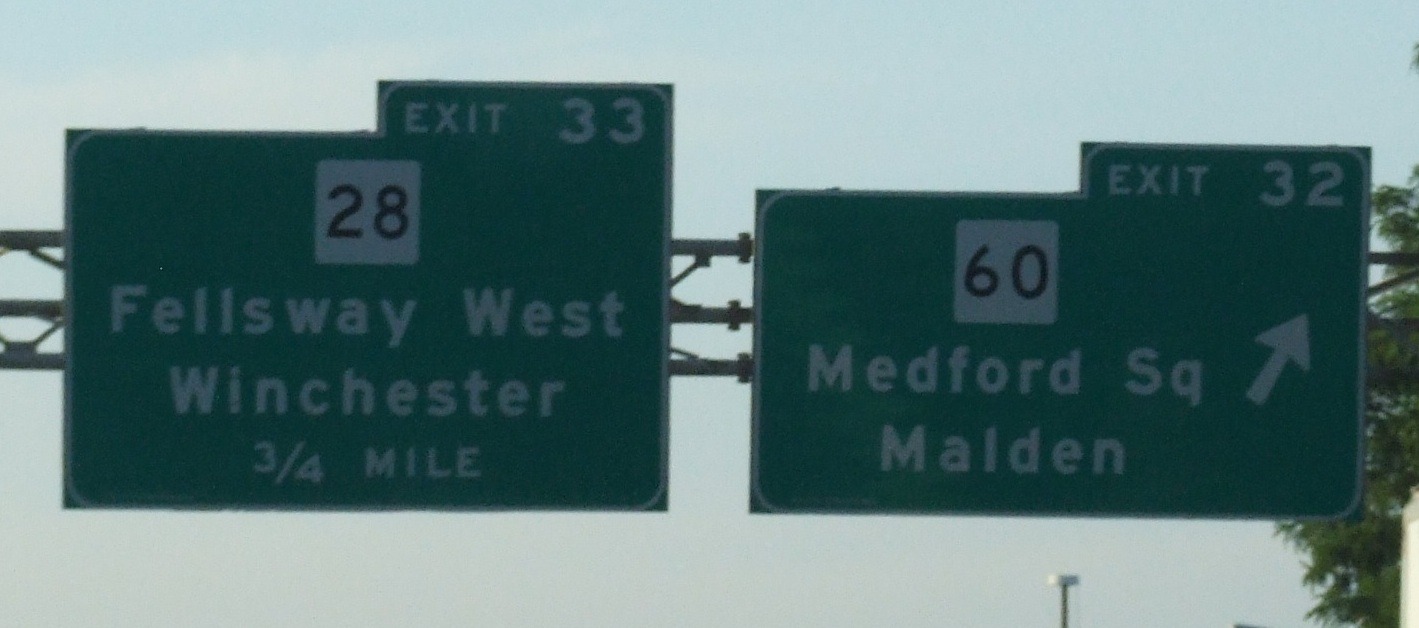 EXIT 33
28
Fellsway West
Winchester
3/4 MILE
EXIT 32
60
Medford Sq
Malden